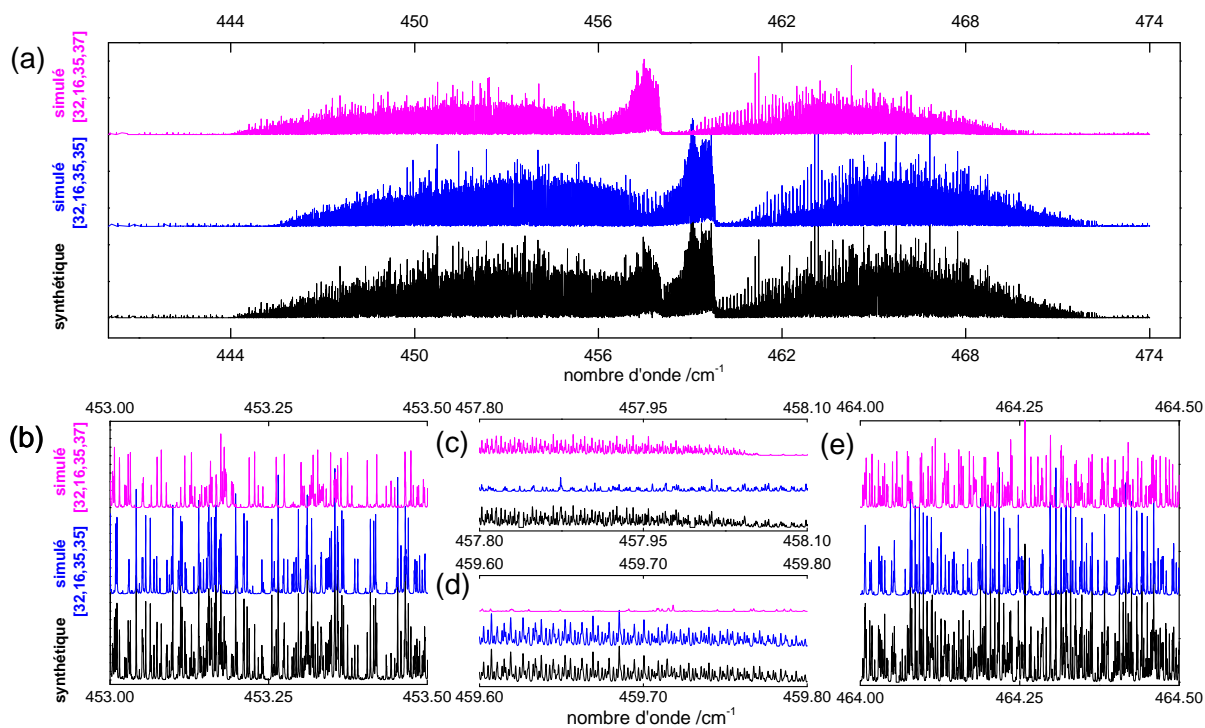 444 450 456 462 468 474
(a)
simulé
[32,16,35,37]
simulé
[32,16,35,35]
synthétique
444 450 456 462 468 474
nombre d'onde /cm-1
453.00 453.25 453.50
457.80 457.95 458.10
464.00 464.25 464.50
(b)
(c)
(e)
simulé
[32,16,35,37]
simulé
[32,16,35,35]
synthétique
457.80 457.95 458.10
459.60 459.70 459.80
(d)
453.00 453.25 453.50
459.60 459.70 459.80
464.00 464.25 464.50
nombre d'onde /cm-1